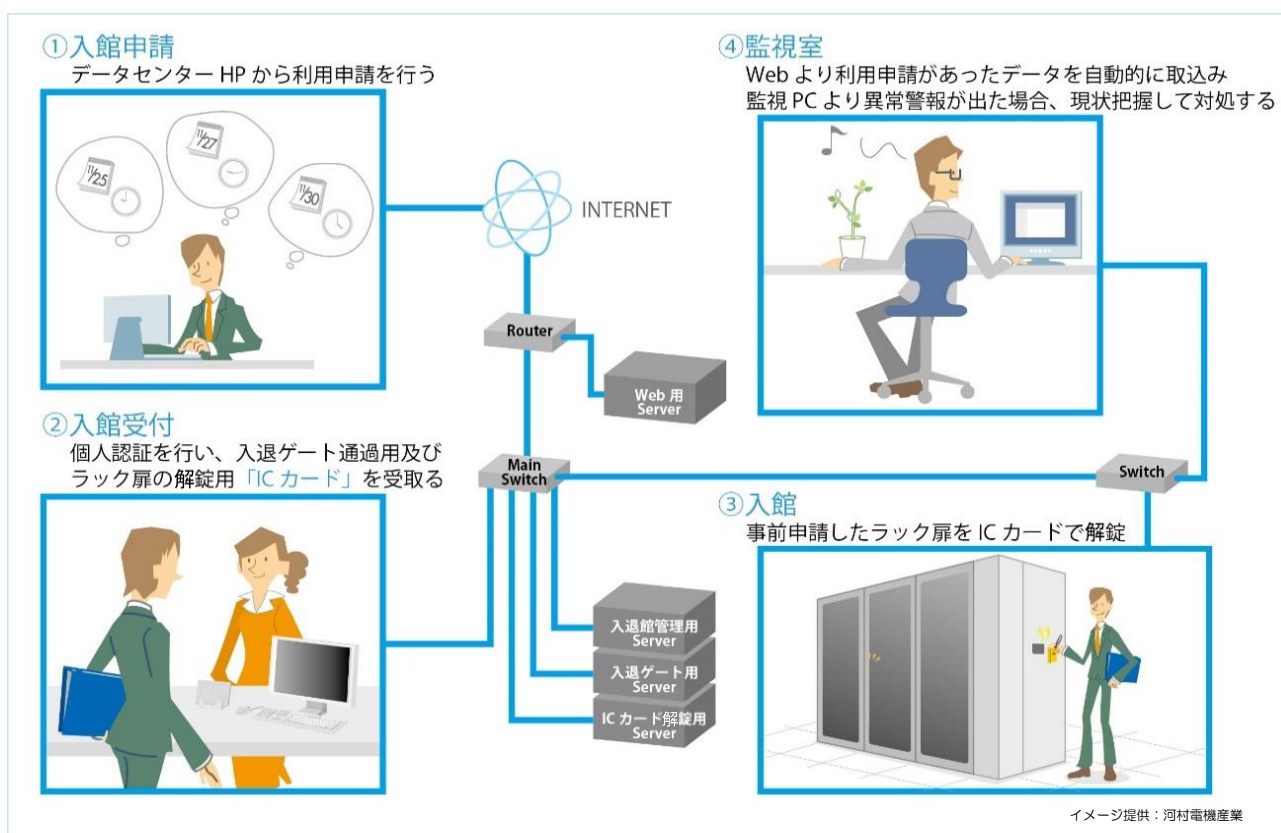 ①入館申請
データセンター HP から利用申請を行う
11/25
11/27
11/30
INTERNET
Router
Web 用
Server
②入館受付
個人認証を行い、入退ゲート通過用及び
ラック扉の解錠用「IC カード」を受取る
Main
Switch
入退館管理用
Server
入退ゲート用
Server
IC カード解錠用
Server
④監視室
Web より利用申請があったデータを自動的に取込み
監視 PC より異常警報が出た場合、現状把握して対処する
Switch
③入館
事前申請したラック扉を IC カードで解錠
イメージ提供：河村電機産業